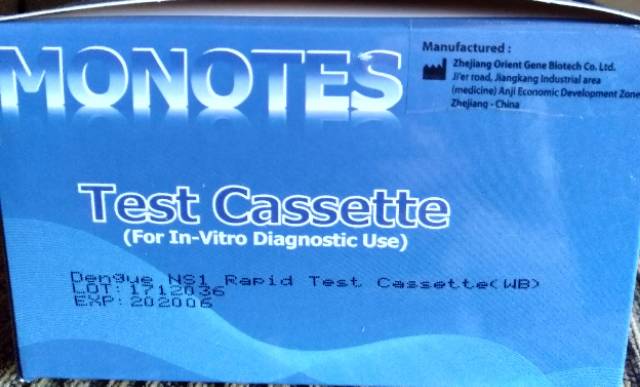 MONOTES
Manufactured :
Zhejiang Orient Gene Biotech Co. Ltd.
Ji'er toad, Jiangkang Industrial area
(medicine) Anji Economic Development Zone
Zhejiang - China
Test Cassette
(For In-Vitro Diagnostic Use)
Dengue NS1 Rapid Test Cassette(WB)
LOT: 1712036
EXP: 202006